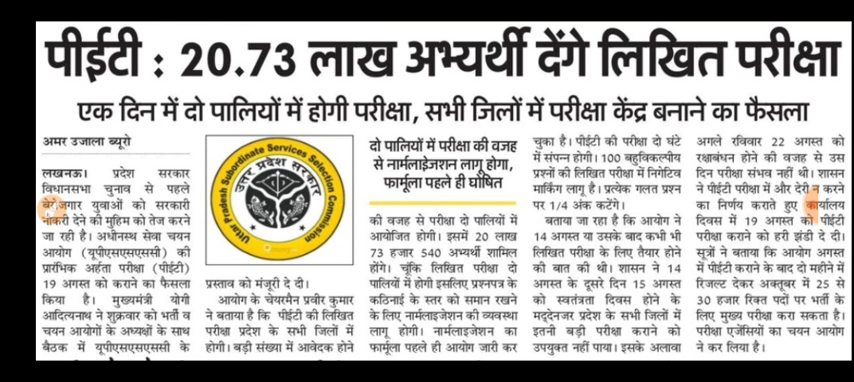 पीईटी : 20.73 लाख अभ्यर्थी देंगे लिखित परीक्षा
एक दिन में दो पालियों में होगी परीक्षा, सभी जिलों में परीक्षा केंद्र बनाने का फैसला
अमर उजाला ब्यूरो
लखनऊ। प्रदेश सरकार
विधानसभा चुनाव से पहले
बेरोजगार युवाओं को सरकारी
नौकरी देने की मुहिम को तेज करने
जा रही है। अधीनस्थ सेवा चयन
आयोग (यूपीएसएसएससी) की
प्रारंभिक अर्हता परीक्षा (पीईटी)
19 अगस्त को कराने का फैसला
किया है। मुख्यमंत्री योगी
आदित्यनाथ ने शुक्रवार को भर्ती व
चयन आयोगों के अध्यक्षों के साथ
बैठक में यूपीएसएसएससी के
Uttar Pradesh Subordinate Services Selection Commission
उत्तर प्रदेश सरकार
प्रस्ताव को मंजूरी दे दी।
आयोग के चेयरमैन प्रवीर कुमार
ने बताया है कि पीईटी की लिखित
परीक्षा प्रदेश के सभी जिलों में
होगी। बड़ी संख्या में आवेदक होने
दो पालियों में परीक्षा की वजह
से नार्मलाइजेशन लागू होगा,
फार्मूला पहले ही घोषित
की वजह से परीक्षा दो पालियों में
आयोजित होगी। इसमें 20 लाख
73 हजार 540 अभ्यर्थी शामिल
होंगे। चूंकि लिखित परीक्षा दो
पालियों में होगी इसलिए प्रश्नपत्र के
कठिनाई के स्तर को समान रखने
के लिए नार्मलाइजेशन की व्यवस्था
लागू होगी। नार्मलाइजेशन का
फार्मूला पहले ही आयोग जारी कर
चुका है। पीईटी की परीक्षा दो घंटे
में संपन्न होगी। 100 बहुविकल्पीय
प्रश्नों की लिखित परीक्षा में निगेटिव
मार्किंग लागू है। प्रत्येक गलत प्रश्न
पर 1/4 अंक कटेंगे।
बताया जा रहा है कि आयोग ने
14 अगस्त या उसके बाद कभी भी
लिखित परीक्षा के लिए तैयार होने
की बात की थी। शासन ने 14
अगस्त के दूसरे दिन 15 अगस्त
को स्वतंत्रता दिवस होने के
मद्देनजर प्रदेश के सभी जिलों में
इतनी बड़ी परीक्षा कराने को
उपयुक्त नहीं पाया। इसके अलावा
अगले रविवार 22 अगस्त को
रक्षाबंधन होने की वजह से उस
दिन परीक्षा संभव नहीं थी। शासन
ने पीईटी परीक्षा में और देरी न करने
का निर्णय कराते हुए कार्यालय
दिवस में 19 अगस्त को पीईटी
परीक्षा कराने को हरी झंडी दे दी।
सूत्रों ने बताया कि आयोग अगस्त
में पीईटी कराने के बाद दो महीने में
रिजल्ट देकर अक्तूबर में 25 से
30 हजार रिक्त पदों पर भर्ती के
लिए मुख्य परीक्षा करा सकता है।
परीक्षा एजेंसियों का चयन आयोग
ने कर लिया है।